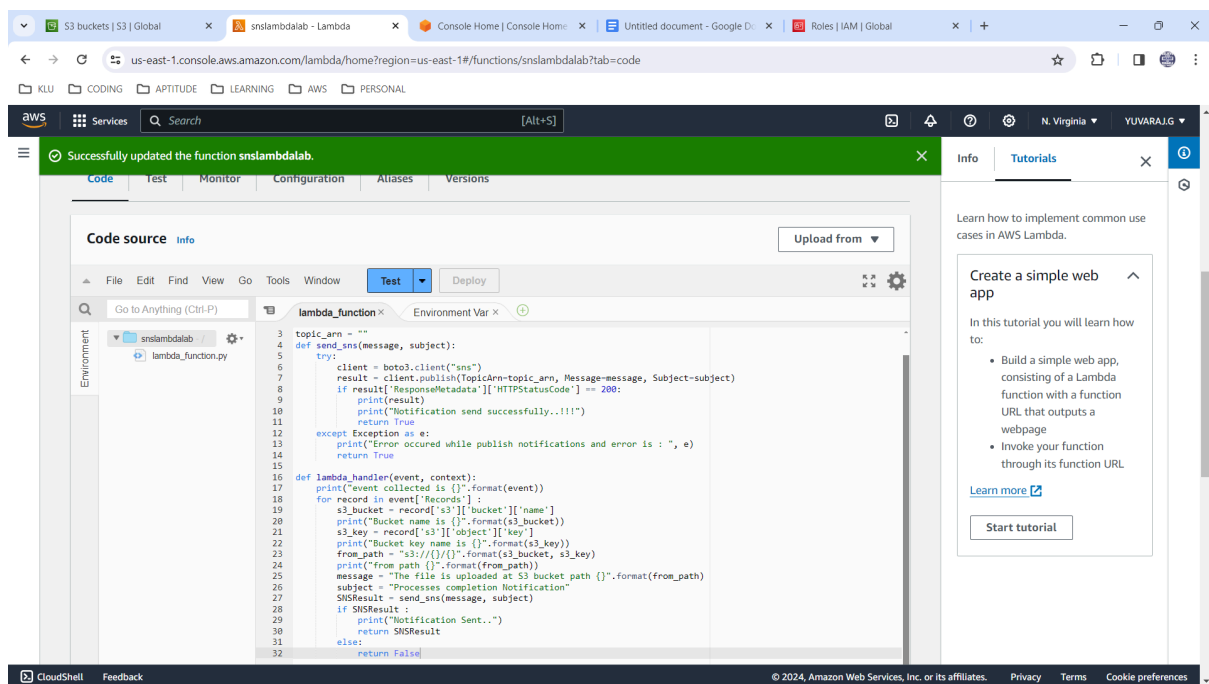 S3 buckets | S3 | Global
snslambdalab - Lambda
Console Home | Console Home
Untitled document - Google Do
Roles | IAM | Global
us-east-1.console.aws.amazon.com/lambda/home?region=us-east-1#/functions/snslambdalab?tab=code
KLU CODING APTITUDE LEARNING AWS PERSONAL
aws Services Search [Alt+S] N. Virginia ▼ YUVARAJ.G ▼
Successfully updated the function snslambdalab.
Code Test Monitor Configuration Aliases Versions
Code source Info
Upload from ▼
File Edit Find View Go Tools Window Test Deploy
Go to Anything (Ctrl-P)
lambda_function × Environment Var ×
Environment
snslambdalab /
lambda_function.py
3 topic_arn = ""
4 def send_sns(message, subject):
5 try:
6 client = boto3.client("sns")
7 result = client.publish(TopicArn=topic_arn, Message=message, Subject=subject)
8 if result['ResponseMetadata']['HTTPStatusCode'] == 200:
9 print(result)
10 print("Notification send successfully..!!!")
11 return True
12 except Exception as e:
13 print("Error occured while publish notifications and error is : ", e)
14 return True
15
16 def lambda_handler(event, context):
17 print("event collected is {}".format(event))
18 for record in event['Records'] :
19 s3_bucket = record['s3']['bucket']['name']
20 print("Bucket name is {}".format(s3_bucket))
21 s3_key = record['s3']['object']['key']
22 print("Bucket key name is {}".format(s3_key))
23 from_path = "s3://{}/{}".format(s3_bucket, s3_key)
24 print("from path {}".format(from_path))
25 message = "The file is uploaded at S3 bucket path {}".format(from_path)
26 subject = "Processes completion Notification"
27 SNSResult = send_sns(message, subject)
28 if SNSResult :
29 print("Notification Sent..")
30 return SNSResult
31 else:
32 return False
Info Tutorials
Learn how to implement common use
cases in AWS Lambda.
Create a simple web
app
In this tutorial you will learn how
to:
• Build a simple web app,
consisting of a Lambda
function with a function
URL that outputs a
webpage
• Invoke your function
through its function URL
Learn more
Start tutorial
CloudShell Feedback
© 2024, Amazon Web Services, Inc. or its affiliates. Privacy Terms Cookie preferences